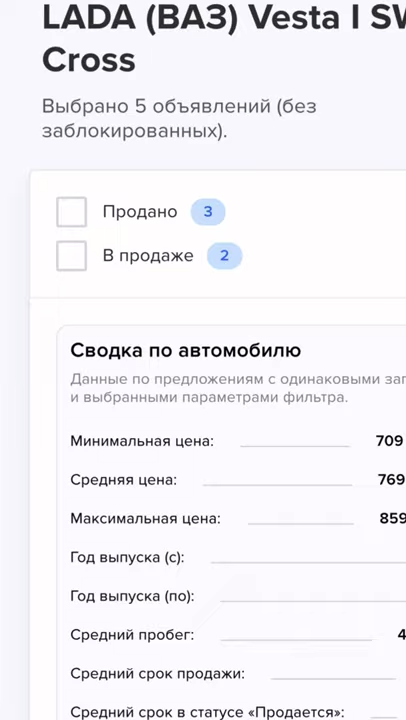 LADA (ВАЗ) Vesta I SW
Cross
Выбрано 5 объявлений (без
заблокированных).
Продано 3
В продаже 2
Сводка по автомобилю
Данные по предложениям с одинаковыми
и выбранными параметрами фильтра.
Минимальная цена: 709
Средняя цена: 769
Максимальная цена: 859
Год выпуска (с):
Год выпуска (по):
Средний пробег: 4
Средний срок продажи:
Средний срок в статусе «Продается»: